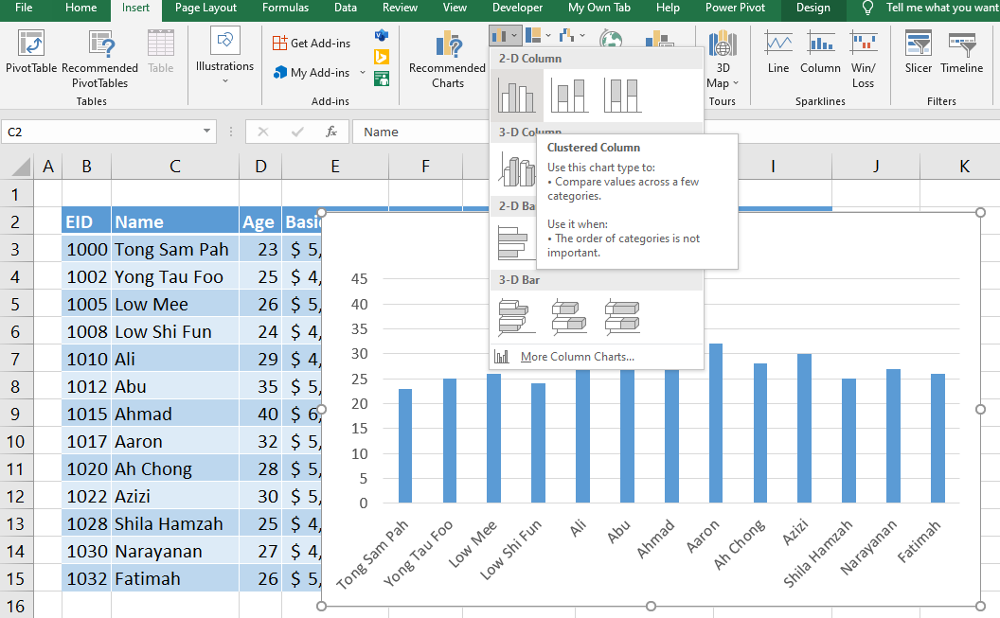 File Home Insert Page Layout Formulas Data Review View Developer My Own Tab Help Power Pivot Design Tell me what you want
PivotTable Recommended PivotTables Table
Tables
Illustrations
Get Add-ins
My Add-ins
Add-ins
Recommended Charts
3D Map
Tours
Line Column Win/ Loss
Sparklines
Slicer Timeline
Filters
C2 fx Name
2-D Column
3-D Column
2-D Ba
3-D Bar
More Column Charts...
Clustered Column
Use this chart type to:
• Compare values across a few
categories.
Use it when:
• The order of categories is not
important.
A B C D E F G I J K
1
2 EID Name Age Basi
3 1000 Tong Sam Pah 23 $ 5,
4 1002 Yong Tau Foo 25 $ 4,
5 1005 Low Mee 26 $ 5,
6 1008 Low Shi Fun 24 $ 4,
7 1010 Ali 29 $ 4,
8 1012 Abu 35 $ 5,
9 1015 Ahmad 40 $ 6,
10 1017 Aaron 32 $ 5,
11 1020 Ah Chong 28 $ 5,
12 1022 Azizi 30 $ 5,
13 1028 Shila Hamzah 25 $ 4,
14 1030 Narayanan 27 $ 4,
15 1032 Fatimah 26 $ 5,
16
45
40
35
30
25
20
15
10
5
0
Tong Sam Pah
Yong Tau Foo
Low Mee
Low Shi Fun
Ali
Abu
Ahmad
Aaron
Ah Chong
Azizi
Shila Hamzah
Narayanan
Fatimah